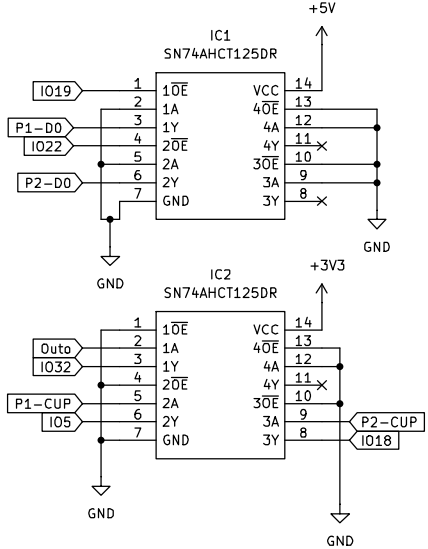 +5V
IC1
SN74AHCT125DR
IO19 1 1OE VCC 14
2 1A 4OE 13
P1-D0 3 1Y 4A 12
IO22 4 2OE 4Y 11
5 2A 3OE 10
P2-D0 6 2Y 3A 9
7 GND 3Y 8
GND
GND
IC2
+3V3
SN74AHCT125DR
1 1OE VCC 14
Outo 2 1A 4OE 13
IO32 3 1Y 4A 12
4 2OE 4Y 11
P1-CUP 5 2A 3OE 10
IO5 6 2Y 3A 9 P2-CUP
7 GND 3Y 8 IO18
GND
GND